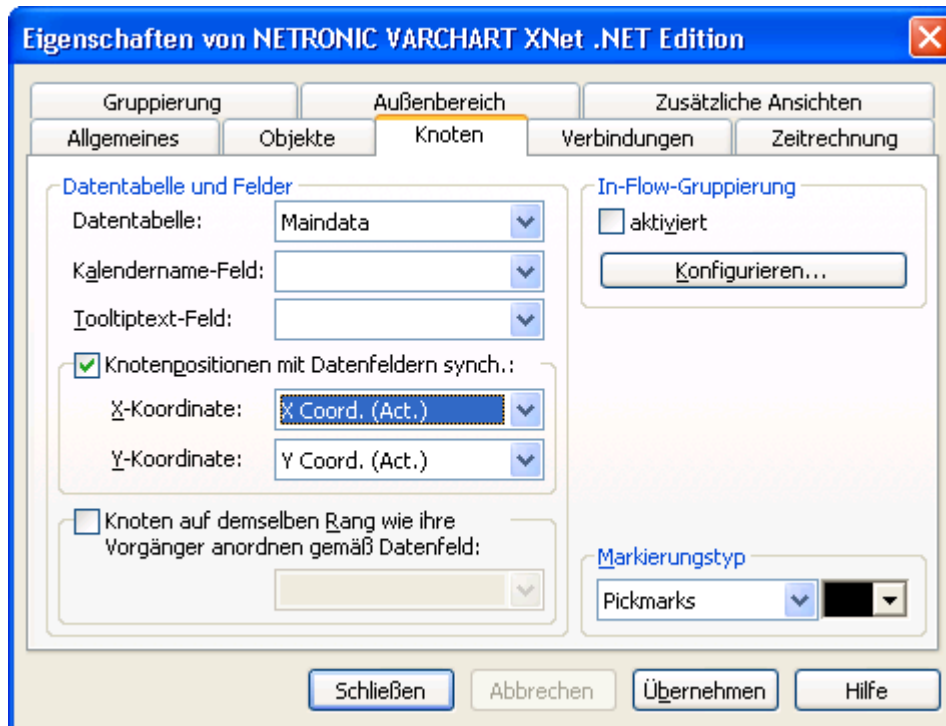 Eigenschaften von NETRONIC VARCHART XNet .NET Edition
Gruppierung Außenbereich Zusätzliche Ansichten
Allgemeines Objekte Knoten Verbindungen Zeitrechnung
Datentabelle und Felder
Datentabelle: Maindata
Kalendername-Feld:
Tooltiptext-Feld:
Knotenpositionen mit Datenfeldern synch.:
X-Koordinate: X Coord. (Act.)
Y-Koordinate: Y Coord. (Act.)
Knoten auf demselben Rang wie ihre
Vorgänger anordnen gemäß Datenfeld:
In-Flow-Gruppierung
aktiviert
Konfigurieren...
Markierungstyp
Pickmarks
Schließen Abbrechen Übernehmen Hilfe